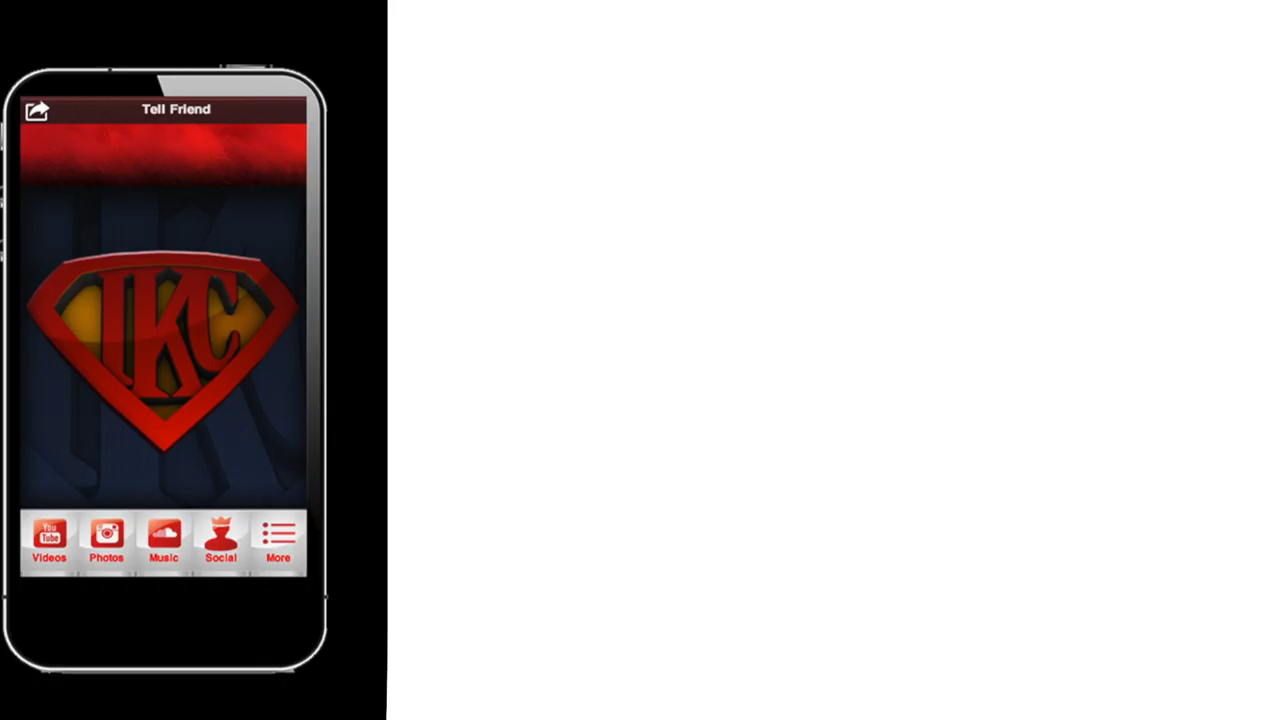 Tell Friend
IKC
You
Tube
Videos
Photos
Music
Social
More